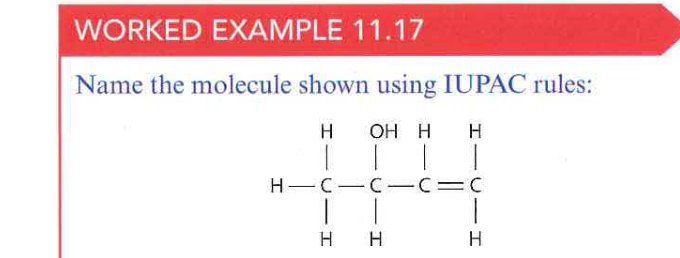 WORKED EXAMPLE 11.17
Name the molecule shown using IUPAC rules:
H OH H H
H—C—C—C=C
H H H